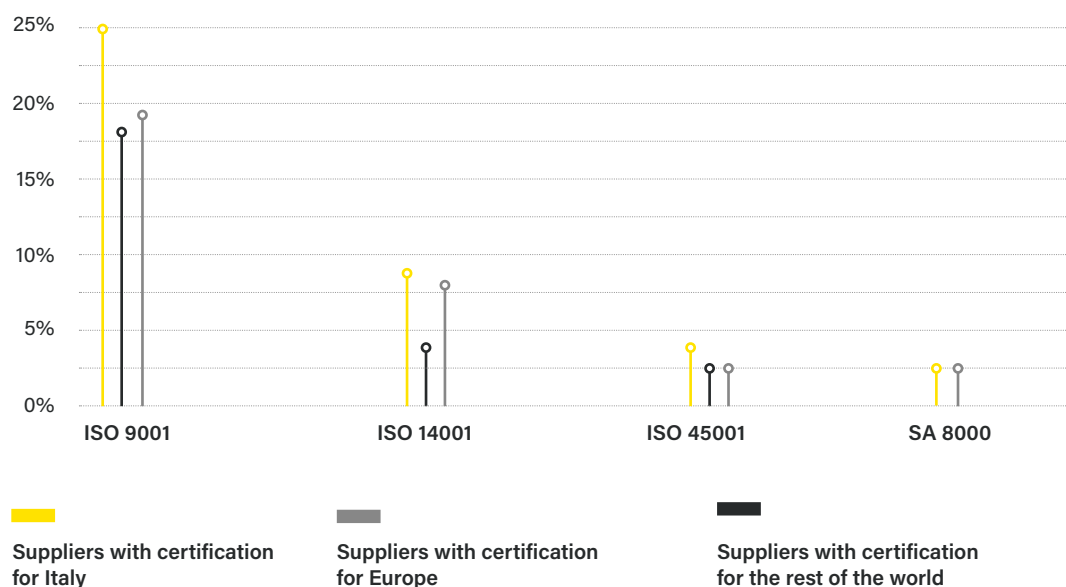 25%
20%
15%
10%
5%
0%
ISO 9001
ISO 14001
ISO 45001
SA 8000
Suppliers with certification
for Italy
Suppliers with certification
for Europe
Suppliers with certification
for the rest of the world